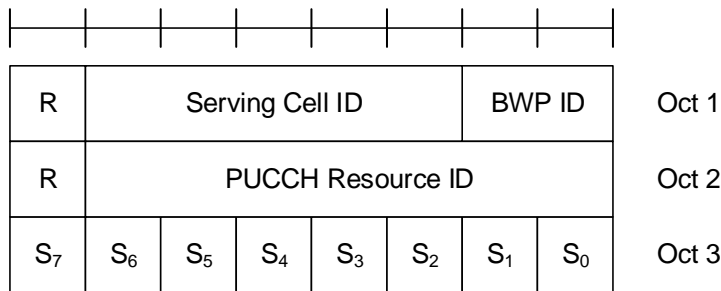 R Serving Cell ID BWP ID Oct 1
R PUCCH Resource ID Oct 2
S₇ S₆ S₅ S₄ S₃ S₂ S₁ S₀ Oct 3